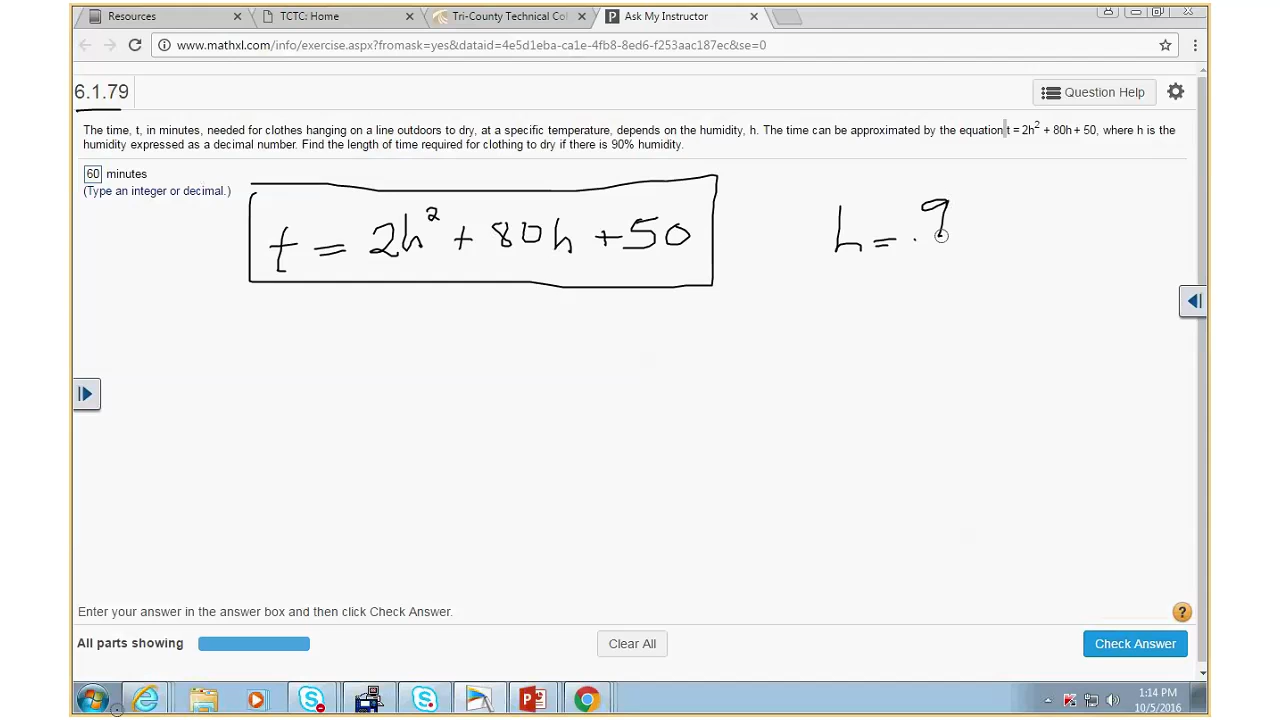 Resources
TCTC: Home
Tri-County Technical Col
Ask My Instructor
www.mathxl.com/info/exercise.aspx?fromask=yes&dataid=4e5d1eba-ca1e-4fb8-8ed6-f253aac187ec&se=0
6.1.79
Question Help
The time, t, in minutes, needed for clothes hanging on a line outdoors to dry, at a specific temperature, depends on the humidity, h. The time can be approximated by the equation t = 2h² + 80h + 50, where h is the
humidity expressed as a decimal number. Find the length of time required for clothing to dry if there is 90% humidity.
60 minutes
(Type an integer or decimal.)
t = 2h² + 80h + 50
h = .9
Enter your answer in the answer box and then click Check Answer.
?
All parts showing
Clear All
Check Answer
1:14 PM
10/5/2016